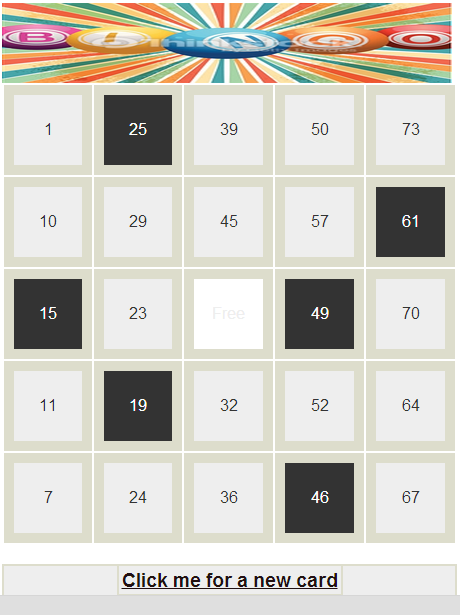 B I N G O
1 25 39 50 73
10 29 45 57 61
15 23 Free 49 70
11 19 32 52 64
7 24 36 46 67
Click me for a new card